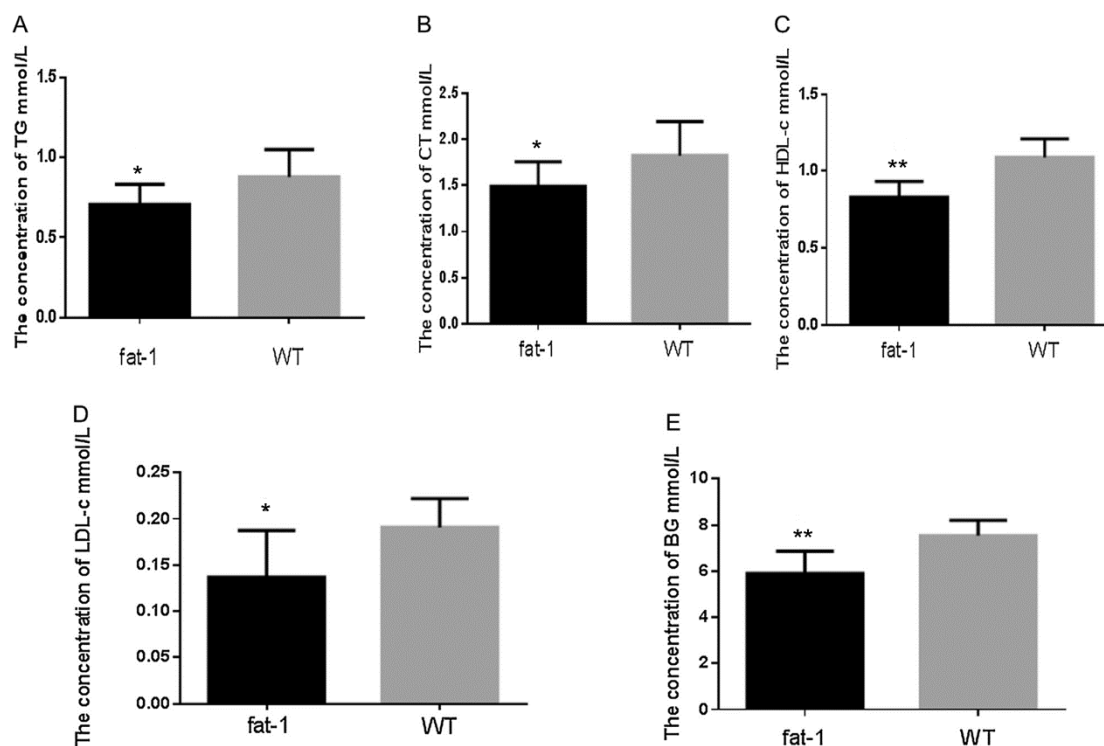 A
The concentration of TG mmol/L
1.5
1.0
0.5
0.0
*
fat-1
WT
B
The concentration of CT mmol/L
2.5
2.0
1.5
1.0
0.5
0.0
*
fat-1
WT
C
The concentration of HDL-c mmol/L
1.5
1.0
0.5
0.0
**
fat-1
WT
D
The concentration of LDL-c mmol/L
0.25
0.20
0.15
0.10
0.05
0.00
*
fat-1
WT
E
The concentration of BG mmol/L
10
8
6
4
2
0
**
fat-1
WT